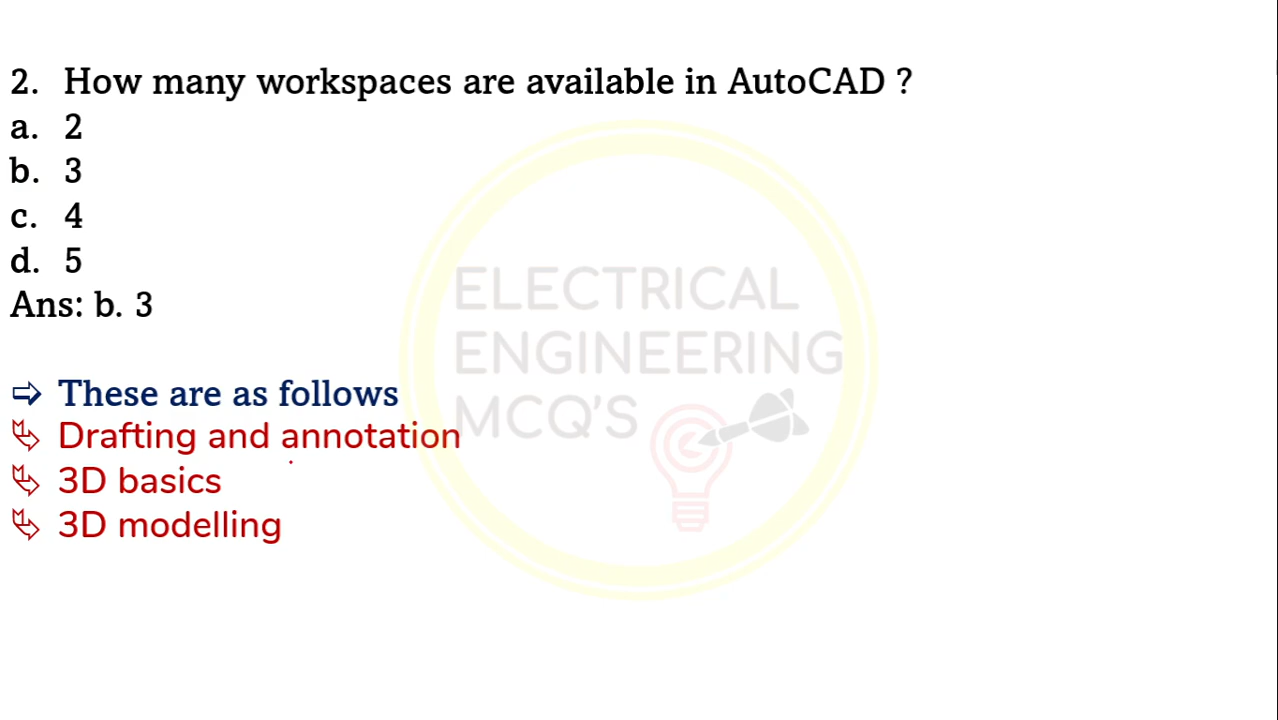 2. How many workspaces are available in AutoCAD ?
a. 2
b. 3
c. 4
d. 5
Ans: b. 3
⇨ These are as follows
Drafting and annotation
3D basics
3D modelling
ELECTRICAL
ENGINEERING
MCQ'S